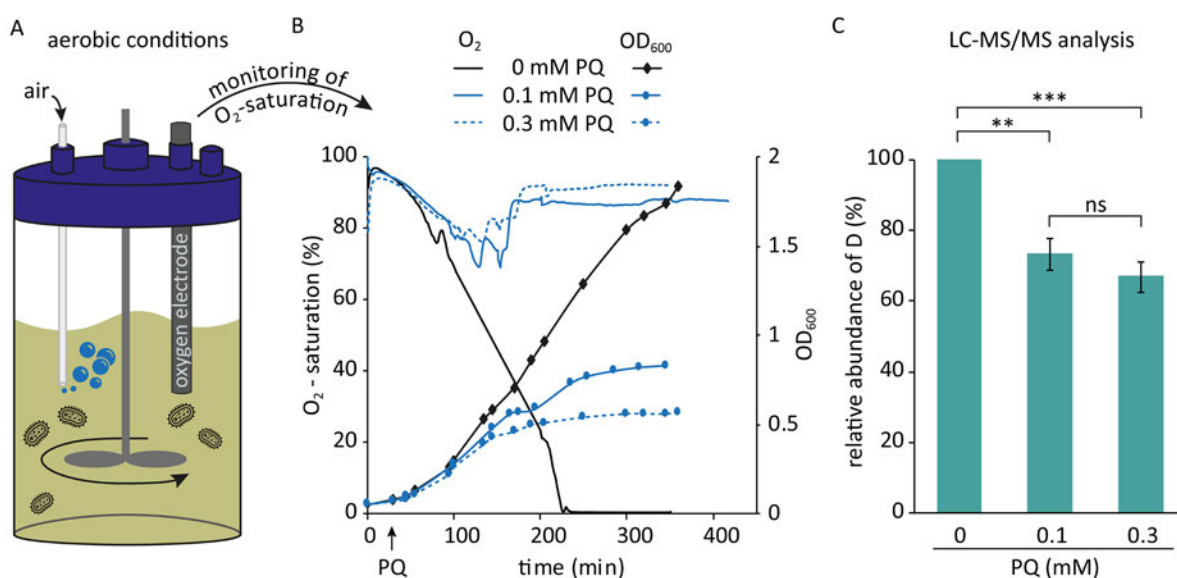 A
aerobic conditions
air
monitoring of
O₂-saturation
oxygen electrode
B
O₂ OD₆₀₀
0 mM PQ
0.1 mM PQ
0.3 mM PQ
O₂ - saturation (%)
100
80
60
40
20
0
2
1.5
1
0.5
0
OD₆₀₀
0 100 200 300 400
PQ
time (min)
C
LC-MS/MS analysis
***
**
ns
relative abundance of D (%)
100
80
60
40
20
0
0 0.1 0.3
PQ (mM)